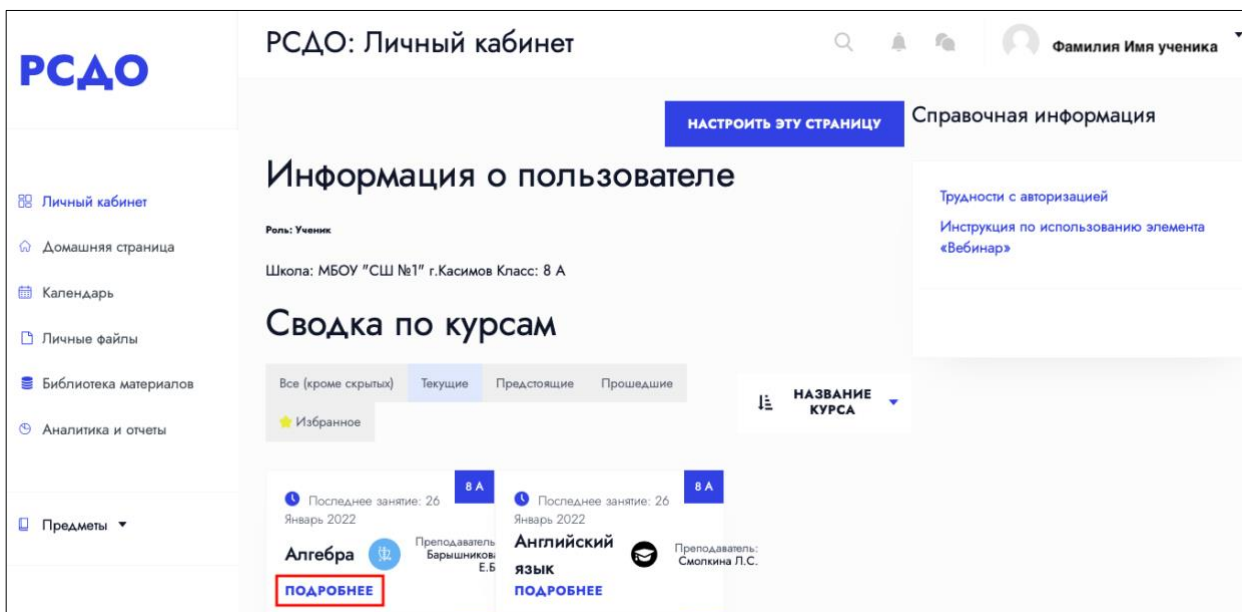 РСДО
РСДО: Личный кабинет
Фамилия Имя ученика
НАСТРОИТЬ ЭТУ СТРАНИЦУ
Справочная информация
Трудности с авторизацией
Инструкция по использованию элемента
«Вебинар»
Личный кабинет
Домашняя страница
Календарь
Личные файлы
Библиотека материалов
Аналитика и отчеты
Предметы
Информация о пользователе
Роль: Ученик
Школа: МБОУ "СШ №1" г.Касимов Класс: 8 А
Сводка по курсам
Все (кроме скрытых) Текущие Предстоящие Прошедшие
Избранное
НАЗВАНИЕ
КУРСА
8 А
Последнее занятие: 26
Январь 2022
Алгебра
Преподаватель
Барышникова
Е.Б
ПОДРОБНЕЕ
8 А
Последнее занятие: 26
Январь 2022
Английский
язык
Преподаватель:
Смолкина Л.С.
ПОДРОБНЕЕ